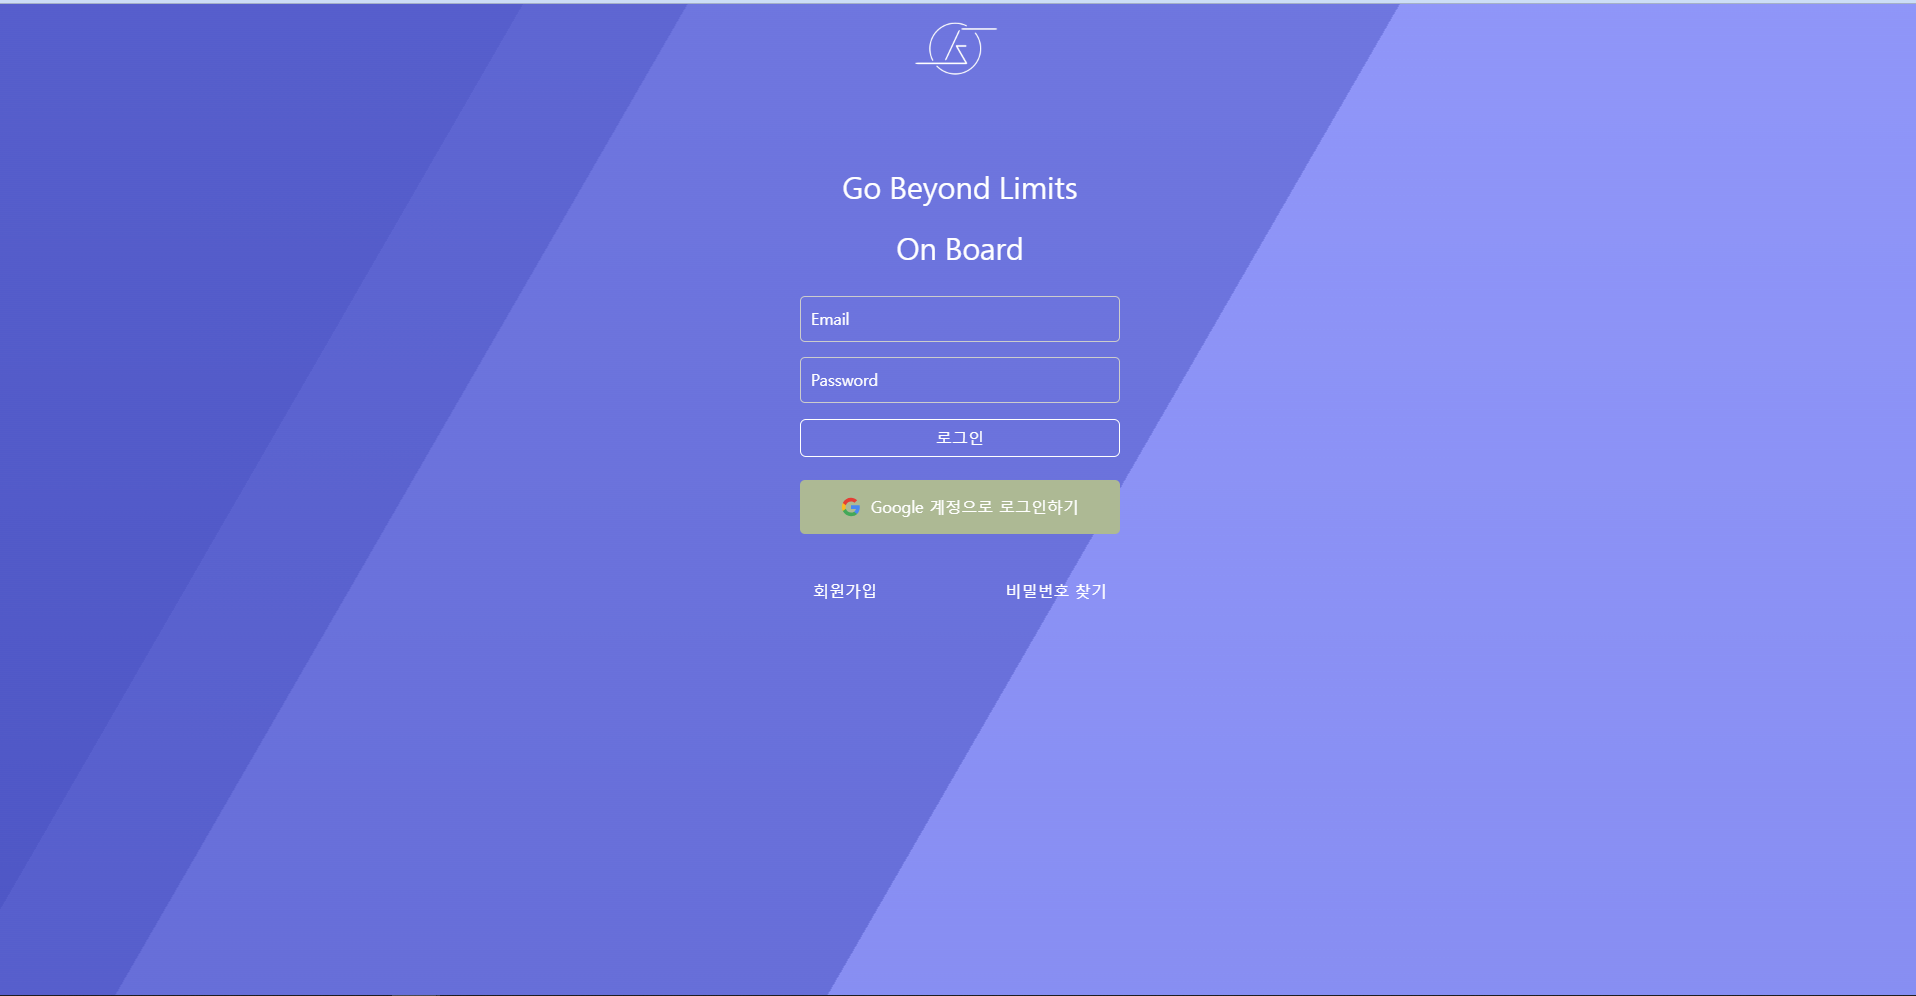 Go Beyond Limits
On Board
Email
Password
로그인
Google 계정으로 로그인하기
회원가입
비밀번호 찾기